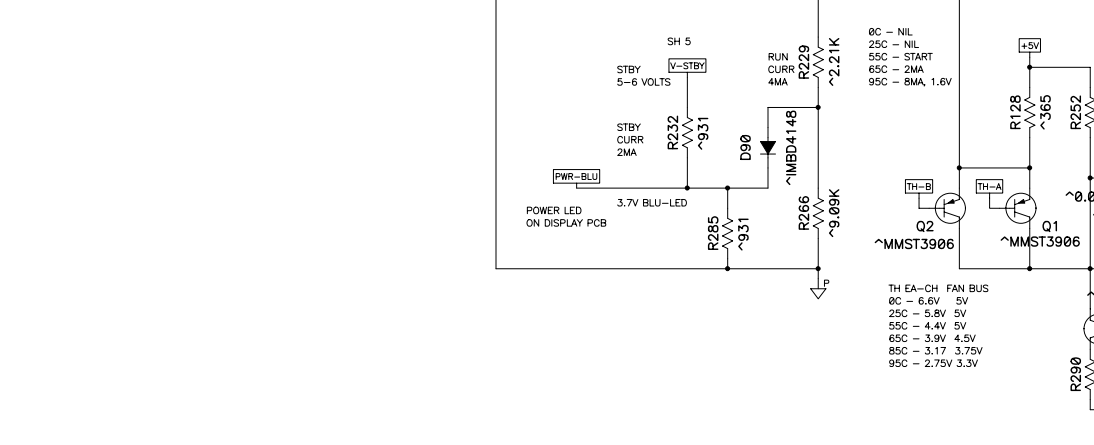 SH 5
V-STBY
STBY
5-6 VOLTS
STBY
CURR
2MA
R232
^931
PWR-BLU
POWER LED
ON DISPLAY PCB
3.7V BLU-LED
R285
^931
RUN
CURR
4MA
R229
^2.21K
D90
^IMBD4148
R266
^9.09K
P
0C - NIL
25C - NIL
55C - START
65C - 2MA
95C - 8MA, 1.6V
+5V
R128
^365
R252
TH-B
TH-A
Q2
^MMST3906
Q1
^MMST3906
^0.0
TH EA-CH FAN BUS
0C - 6.6V 5V
25C - 5.8V 5V
55C - 4.4V 5V
65C - 3.9V 4.5V
85C - 3.17 3.75V
95C - 2.75V 3.3V
R290